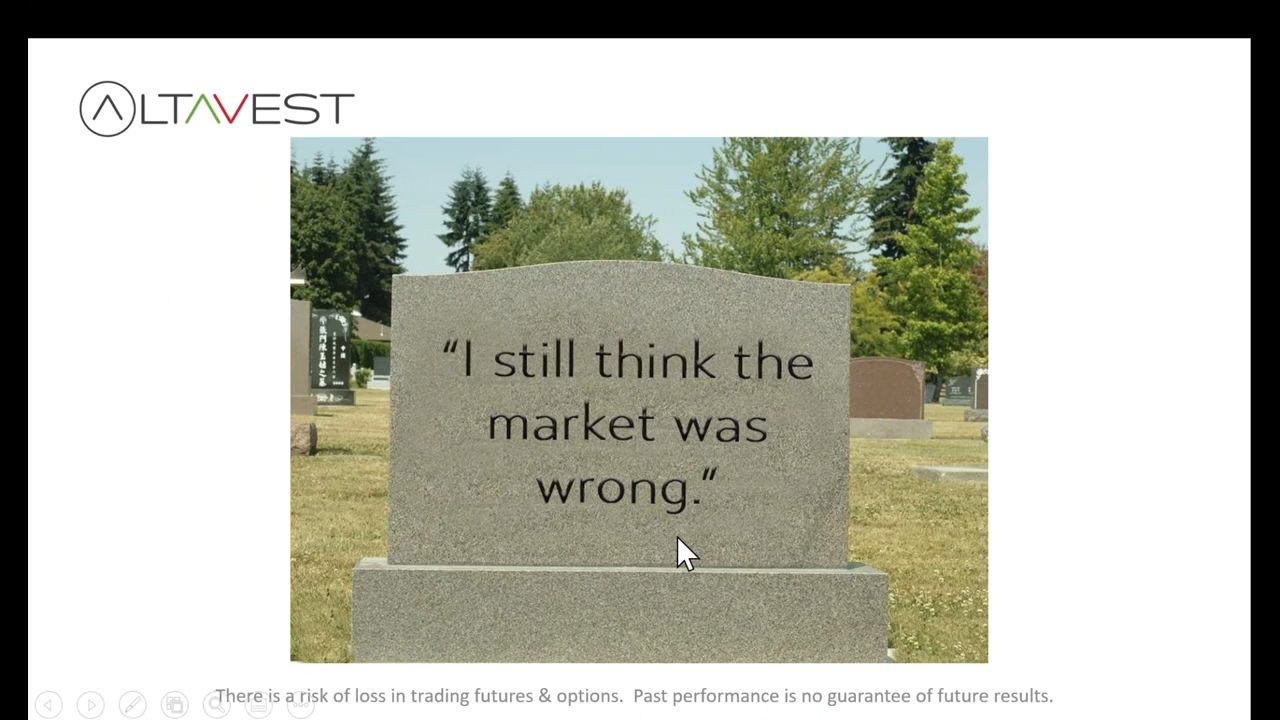 ALTAVEST
“I still think the
market was
wrong.“
There is a risk of loss in trading futures & options. Past performance is no guarantee of future results.